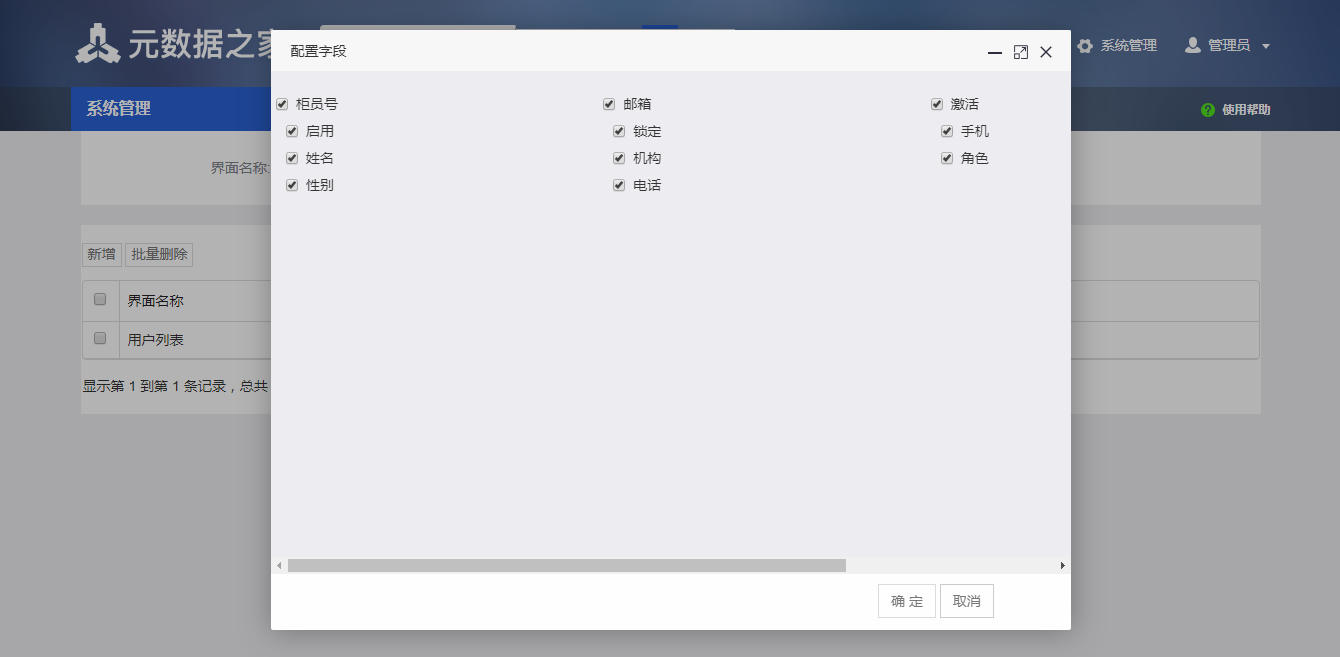 元数据之家
系统管理
管理员
系统管理
使用帮助
配置字段
柜员号
邮箱
激活
启用
锁定
手机
姓名
机构
角色
性别
电话
界面名称:
新增
批量删除
界面名称
用户列表
显示第 1 到第 1 条记录，总共
确 定
取消